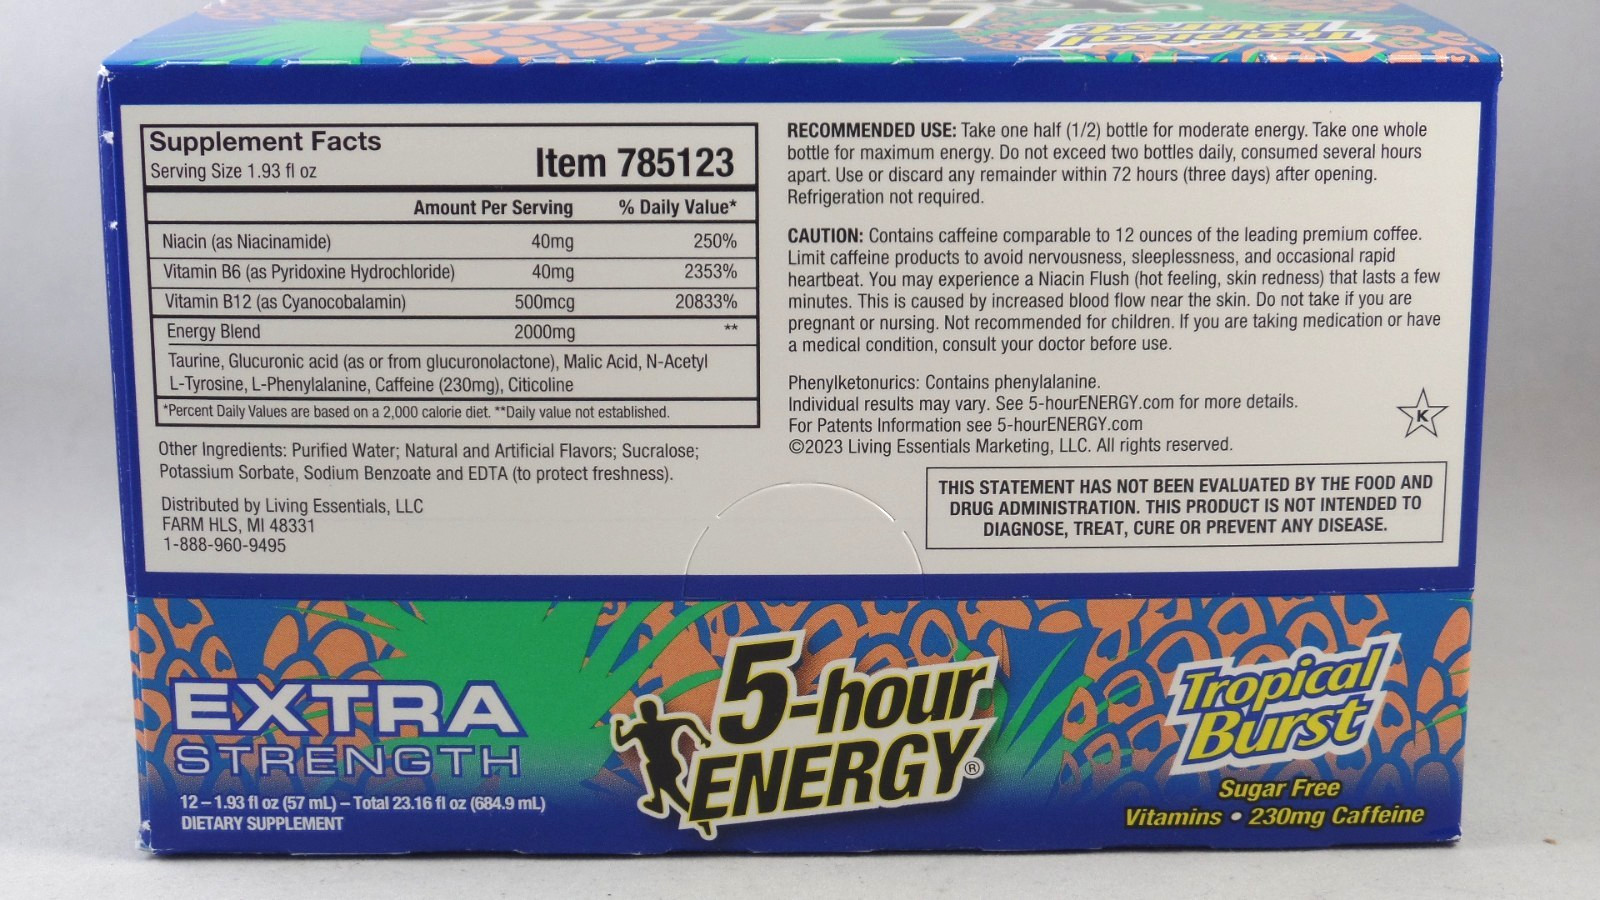 Tropical
Burst
Supplement Facts
Serving Size 1.93 fl oz
Item 785123
Amount Per Serving % Daily Value*
Niacin (as Niacinamide) 40mg 250%
Vitamin B6 (as Pyridoxine Hydrochloride) 40mg 2353%
Vitamin B12 (as Cyanocobalamin) 500mcg 20833%
Energy Blend 2000mg **
Taurine, Glucuronic acid (as or from glucuronolactone), Malic Acid, N-Acetyl
L-Tyrosine, L-Phenylalanine, Caffeine (230mg), Citicoline
*Percent Daily Values are based on a 2,000 calorie diet. **Daily value not established.
Other Ingredients: Purified Water; Natural and Artificial Flavors; Sucralose;
Potassium Sorbate, Sodium Benzoate and EDTA (to protect freshness).
Distributed by Living Essentials, LLC
FARM HLS, MI 48331
1-888-960-9495
RECOMMENDED USE: Take one half (1/2) bottle for moderate energy. Take one whole
bottle for maximum energy. Do not exceed two bottles daily, consumed several hours
apart. Use or discard any remainder within 72 hours (three days) after opening.
Refrigeration not required.
CAUTION: Contains caffeine comparable to 12 ounces of the leading premium coffee.
Limit caffeine products to avoid nervousness, sleeplessness, and occasional rapid
heartbeat. You may experience a Niacin Flush (hot feeling, skin redness) that lasts a few
minutes. This is caused by increased blood flow near the skin. Do not take if you are
pregnant or nursing. Not recommended for children. If you are taking medication or have
a medical condition, consult your doctor before use.
Phenylketonurics: Contains phenylalanine.
Individual results may vary. See 5-hourENERGY.com for more details.
For Patents Information see 5-hourENERGY.com
©2023 Living Essentials Marketing, LLC. All rights reserved.
K
THIS STATEMENT HAS NOT BEEN EVALUATED BY THE FOOD AND
DRUG ADMINISTRATION. THIS PRODUCT IS NOT INTENDED TO
DIAGNOSE, TREAT, CURE OR PREVENT ANY DISEASE.
EXTRA
STRENGTH
12 – 1.93 fl oz (57 mL) – Total 23.16 fl oz (684.9 mL)
DIETARY SUPPLEMENT
5-hour
ENERGY®
Tropical
Burst
Sugar Free
Vitamins • 230mg Caffeine